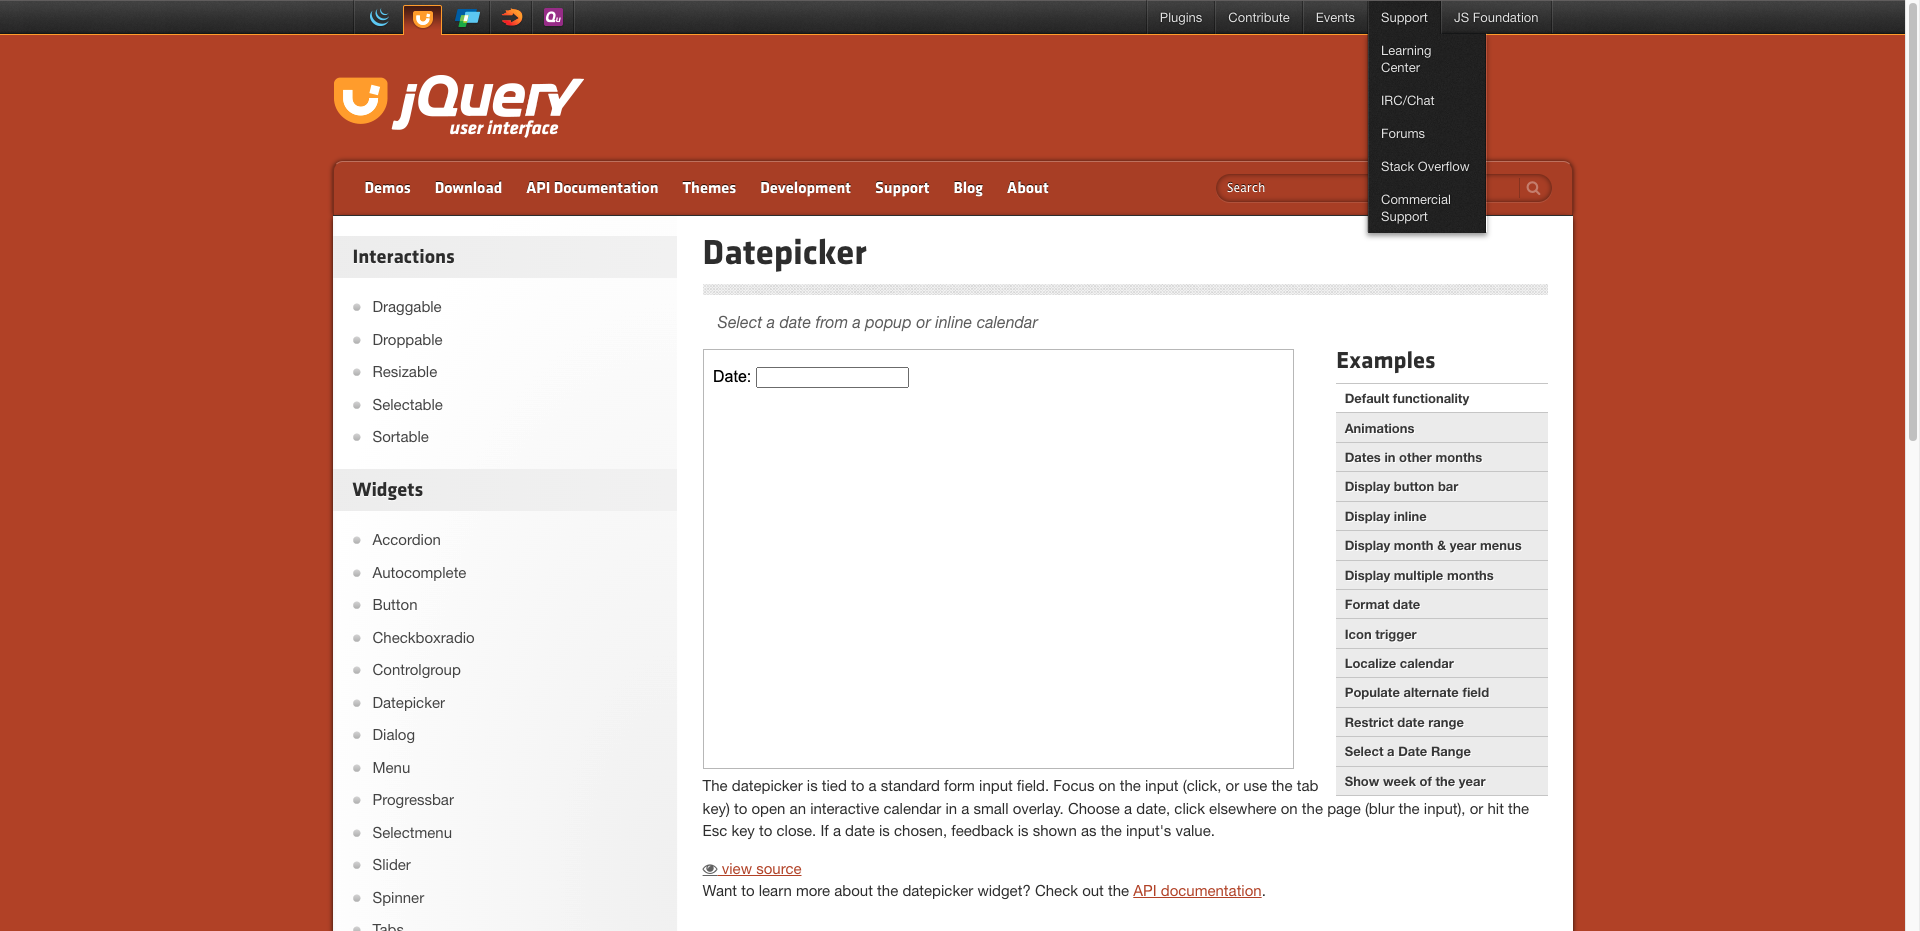 Qu
Plugins
Contribute
Events
Support
JS Foundation
Learning
Center
IRC/Chat
Forums
Stack Overflow
Commercial
Support
jQuery
user interface
Demos
Download
API Documentation
Themes
Development
Support
Blog
About
Search
Interactions
Draggable
Droppable
Resizable
Selectable
Sortable
Widgets
Accordion
Autocomplete
Button
Checkboxradio
Controlgroup
Datepicker
Dialog
Menu
Progressbar
Selectmenu
Slider
Spinner
Tabs
Datepicker
Select a date from a popup or inline calendar
Date:
Examples
Default functionality
Animations
Dates in other months
Display button bar
Display inline
Display month & year menus
Display multiple months
Format date
Icon trigger
Localize calendar
Populate alternate field
Restrict date range
Select a Date Range
Show week of the year
The datepicker is tied to a standard form input field. Focus on the input (click, or use the tab
key) to open an interactive calendar in a small overlay. Choose a date, click elsewhere on the page (blur the input), or hit the
Esc key to close. If a date is chosen, feedback is shown as the input's value.
view source
Want to learn more about the datepicker widget? Check out the API documentation.